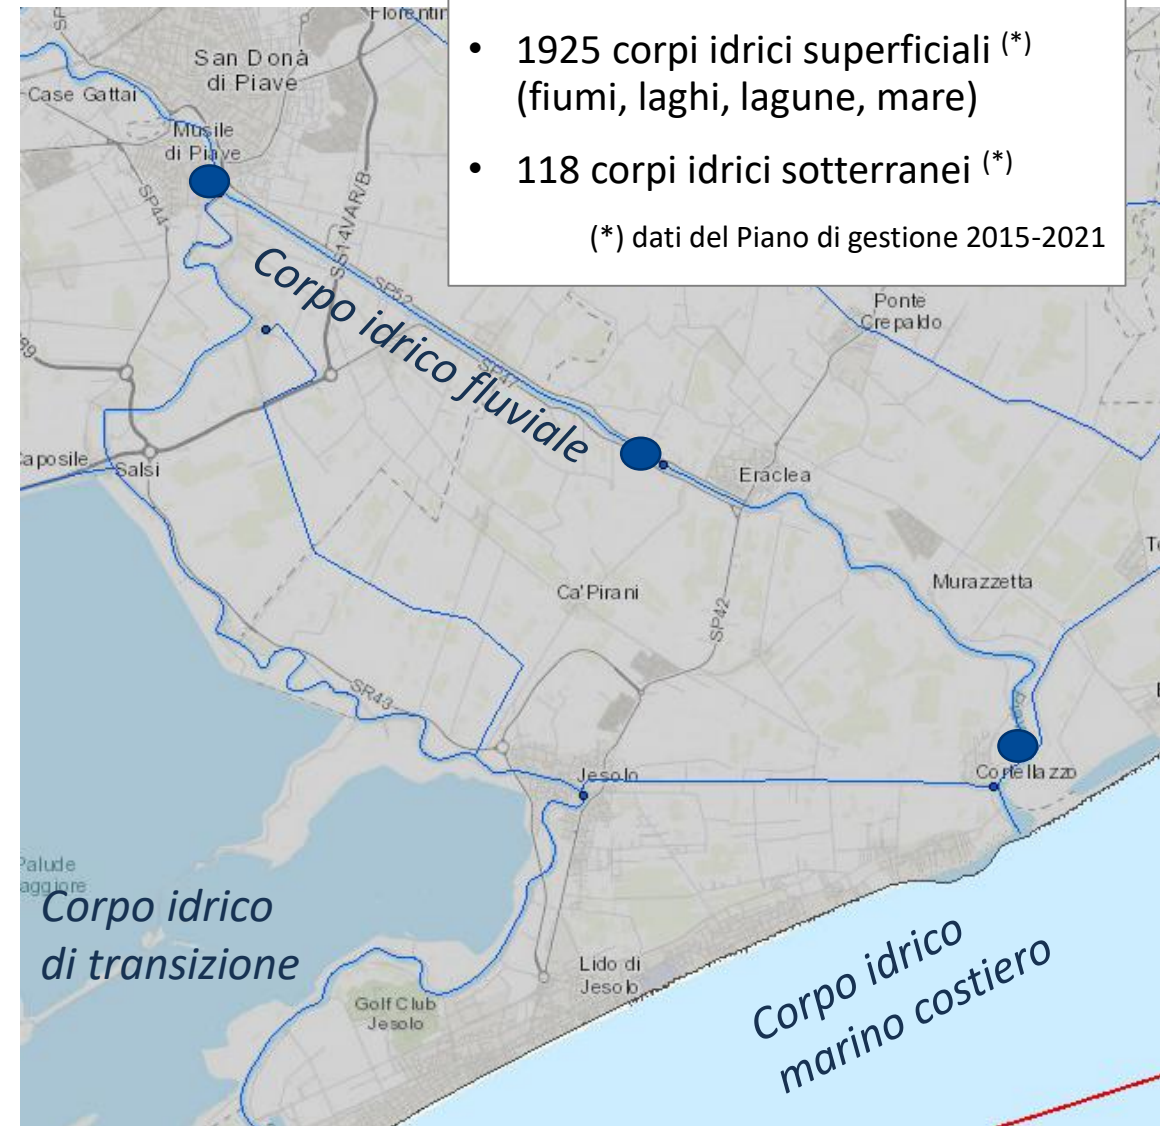 Florentin
• 1925 corpi idrici superficiali (*)
(fiumi, laghi, lagune, mare)
• 118 corpi idrici sotterranei (*)
(*) dati del Piano di gestione 2015-2021
San Donà
di Piave
Case Gattai
Musile
di Piave
SP44
SS14VAR/B
SP52
SP47
Corpo idrico fluviale
Ponte
Crepaldo
aposile
Salsi
Eraclea
Ca'Pirani
Murazzetta
SP42
SR43
Jesolo
Cortellazzo
Palude
aggiore
Corpo idrico
di transizione
Lido di
Jesolo
Golf Club
Jesolo
Corpo idrico
marino costiero